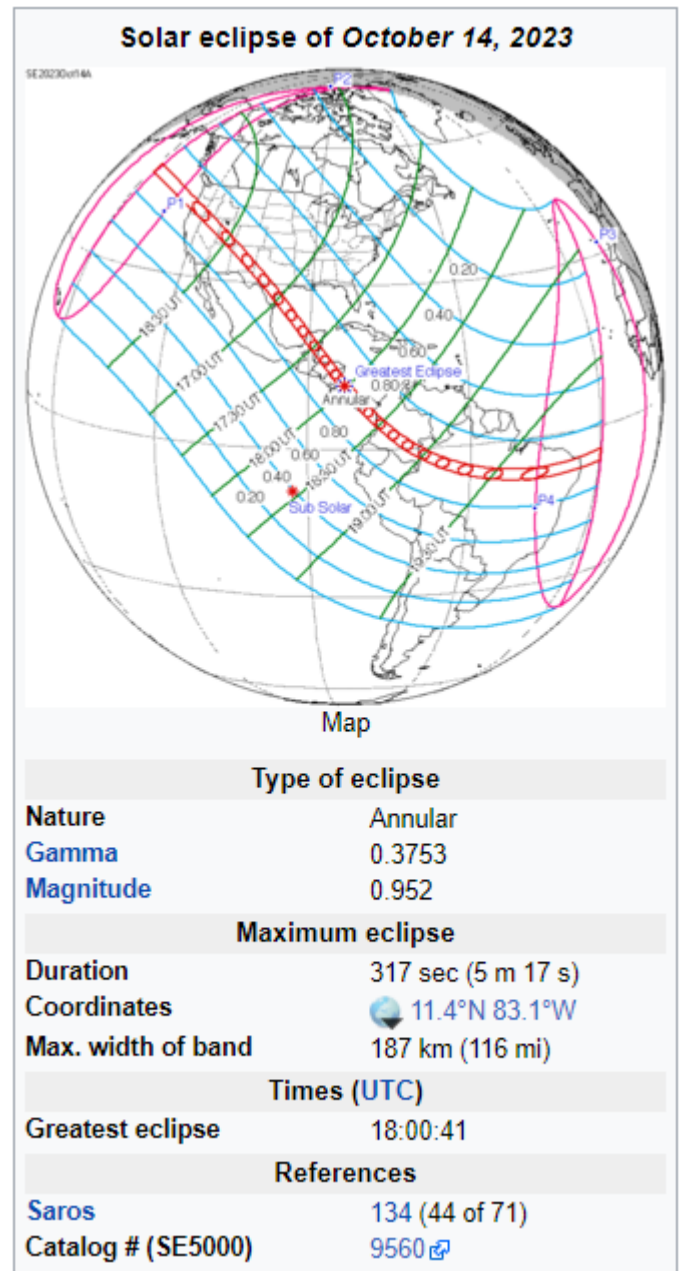 Solar eclipse of October 14, 2023
SE2023Oct14A
P2
P1
P3
0.20
0.40
0.60
Greatest Eclipse
0.80
Annular
16:30 UT
17:00 UT
17:30 UT
18:00 UT
18:30 UT
19:00 UT
19:30 UT
0.80
0.60
0.40
0.20
Sub Solar
P4
Map
Type of eclipse
Nature Annular
Gamma 0.3753
Magnitude 0.952
Maximum eclipse
Duration 317 sec (5 m 17 s)
Coordinates 11.4°N 83.1°W
Max. width of band 187 km (116 mi)
Times (UTC)
Greatest eclipse 18:00:41
References
Saros 134 (44 of 71)
Catalog # (SE5000) 9560